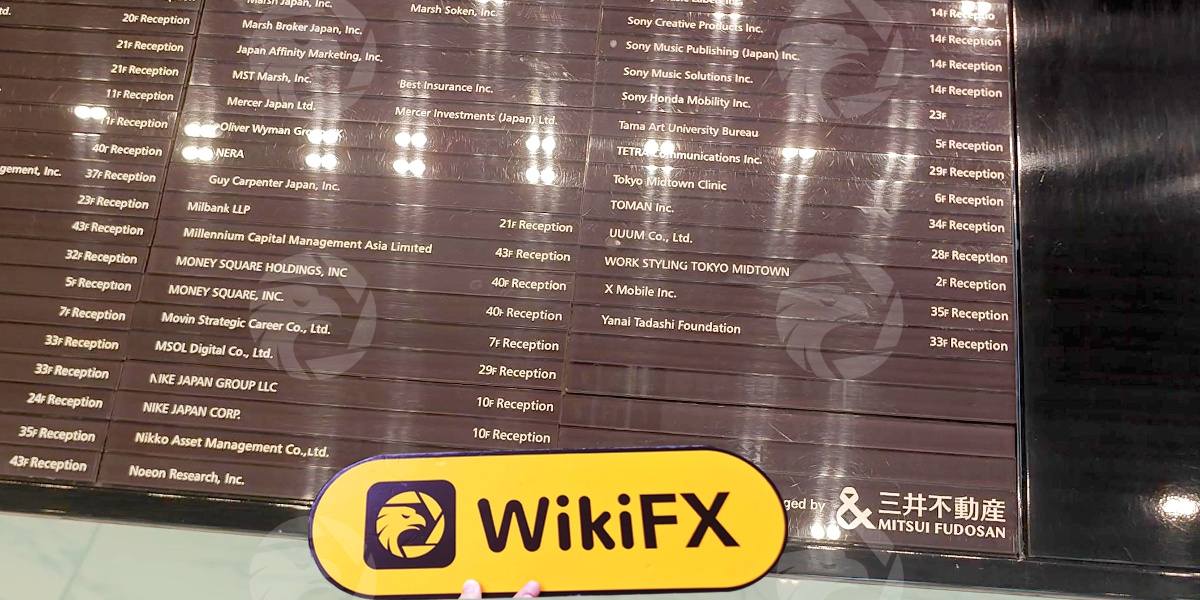 20F Reception
21F Reception
21F Reception
11F Reception
11F Reception
40F Reception
gement, Inc. 37F Reception
23F Reception
43F Reception
32F Reception
5F Reception
7F Reception
33F Reception
33F Reception
24F Reception
35F Reception
43F Reception
Marsh Japan, Inc.
Marsh Broker Japan, Inc. Marsh Soken, Inc.
Japan Affinity Marketing, Inc.
MST Marsh, Inc.
Mercer Japan Ltd. Best Insurance Inc.
Oliver Wyman Group KK Mercer Investments (Japan) Ltd.
NERA
Guy Carpenter Japan, Inc.
Milbank LLP 21F Reception
Millennium Capital Management Asia Limited 43F Reception
MONEY SQUARE HOLDINGS, INC 40F Reception
MONEY SQUARE, INC. 40F Reception
Movin Strategic Career Co., Ltd. 7F Reception
MSOL Digital Co., Ltd. 29F Reception
NIKE JAPAN GROUP LLC 10F Reception
NIKE JAPAN CORP. 10F Reception
Nikko Asset Management Co.,Ltd.
Noeon Research, Inc.
14F Reception
Sony Creative Products Inc. 14F Reception
Sony Music Publishing (Japan) Inc. 14F Reception
Sony Music Solutions Inc. 14F Reception
Sony Honda Mobility Inc. 23F
Tama Art University Bureau 5F Reception
TETRA Communications Inc. 29F Reception
Tokyo Midtown Clinic 6F Reception
TOMAN Inc. 34F Reception
UUUM Co., Ltd. 28F Reception
WORK STYLING TOKYO MIDTOWN 2F Reception
X Mobile Inc. 35F Reception
Yanai Tadashi Foundation 33F Reception
ged by
三井不動産
MITSUI FUDOSAN
WikiFX